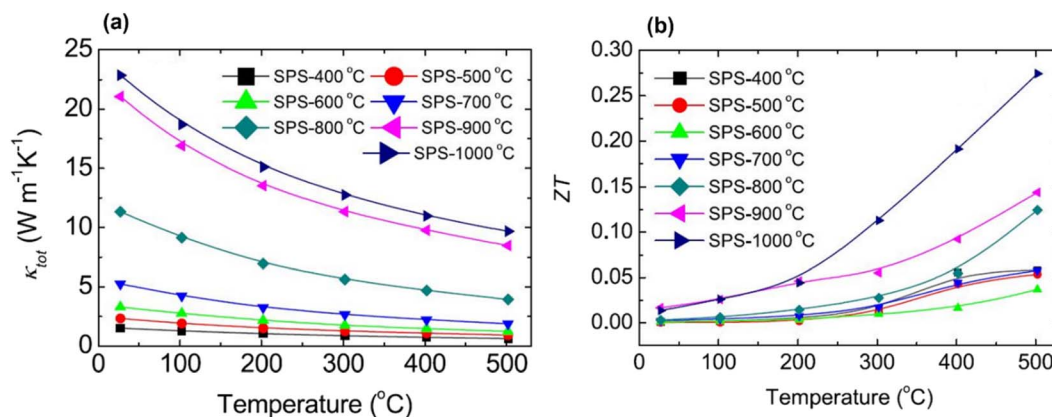 (a)
κtot (W m⁻¹K⁻¹)
25
20
15
10
5
0
SPS-400 °C SPS-500 °C
SPS-600 °C SPS-700 °C
SPS-800 °C SPS-900 °C
SPS-1000 °C
0 100 200 300 400 500
Temperature (°C)
(b)
ZT
0.30
0.25
0.20
0.15
0.10
0.05
0.00
SPS-400 °C
SPS-500 °C
SPS-600 °C
SPS-700 °C
SPS-800 °C
SPS-900 °C
SPS-1000 °C
0 100 200 300 400 500
Temperature (°C)